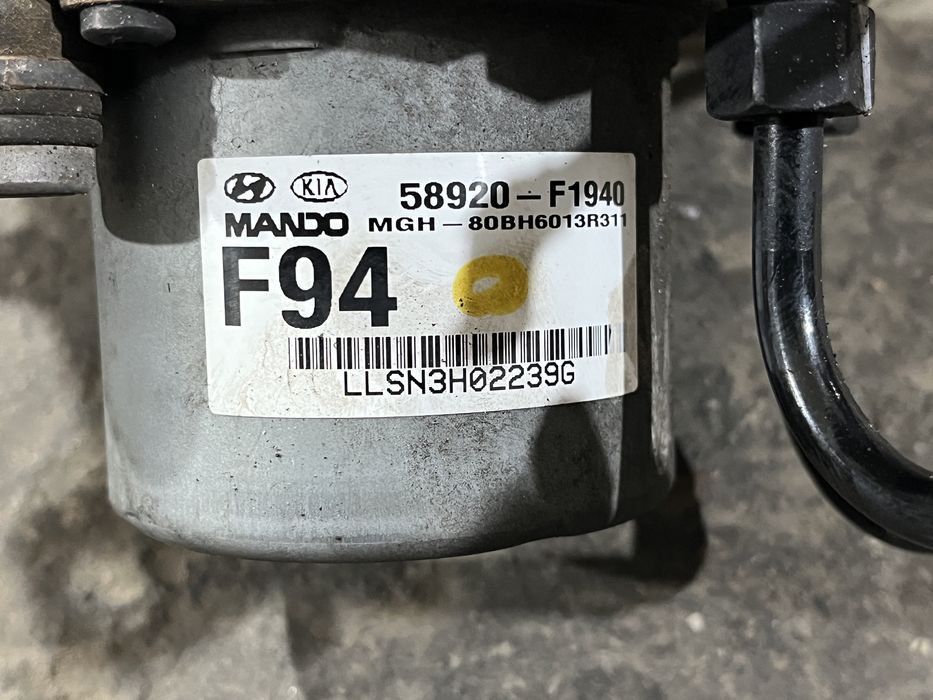 KIA 58920-F1940
MANDO MGH-80BH6013R311
F94
LLSN3H02239G